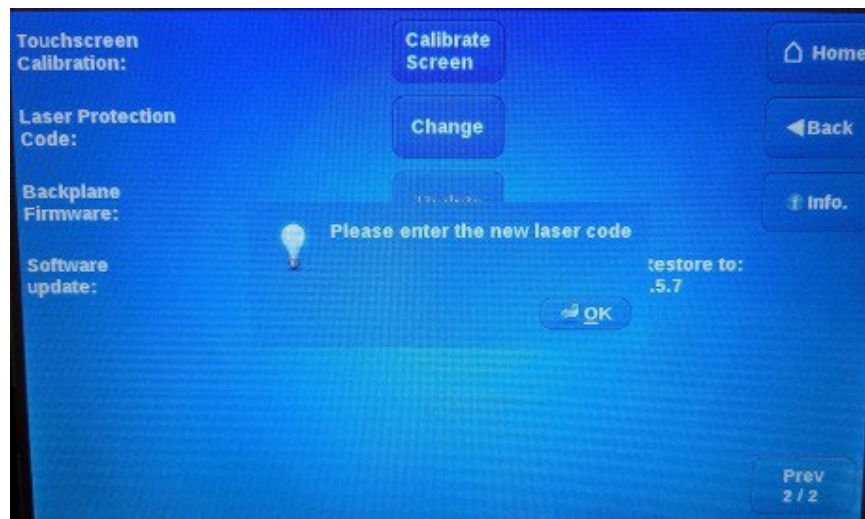 Touchscreen
Calibration:
Calibrate
Screen
Home
Laser Protection
Code:
Change
Back
Backplane
Firmware:
Info.
Please enter the new laser code
Software
update:
estore to:
.5.7
OK
Prev
2 / 2